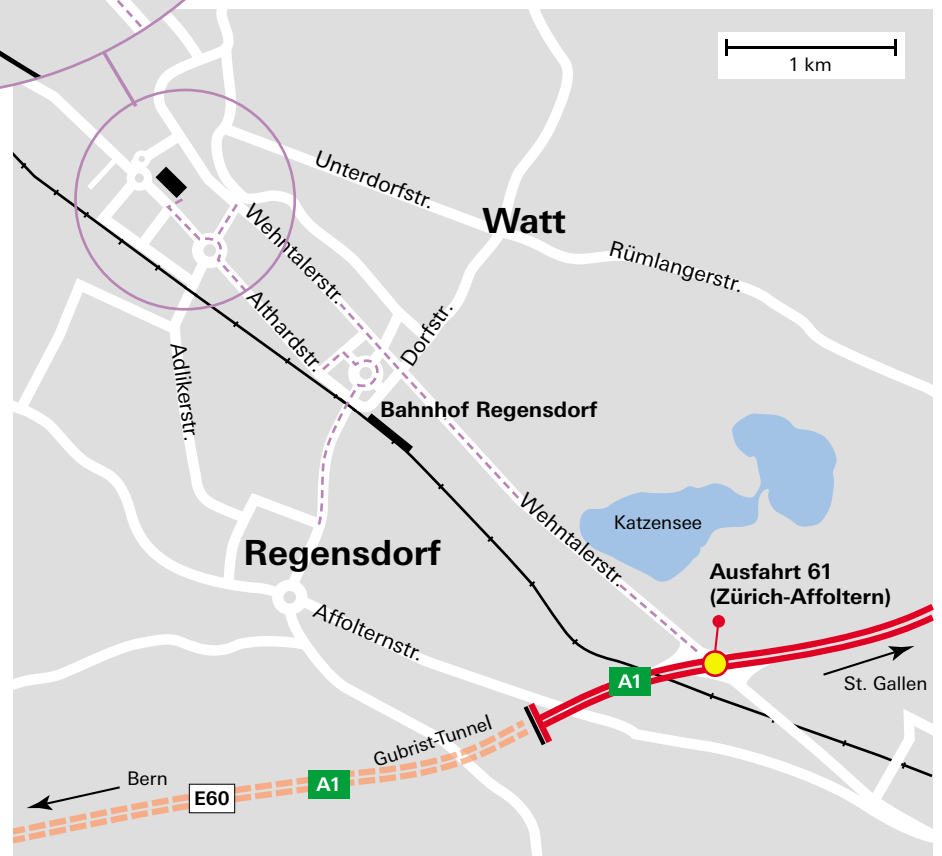 1 km
Unterdorfstr.
Watt
Wehntalerstr.
Rümlangerstr.
Althardstr.
Dorfstr.
Adlikerstr.
Bahnhof Regensdorf
Wehntalerstr.
Katzensee
Regensdorf
Ausfahrt 61
(Zürich-Affoltern)
Affolternstr.
A1
St. Gallen
Gubrist-Tunnel
Bern
A1
E60